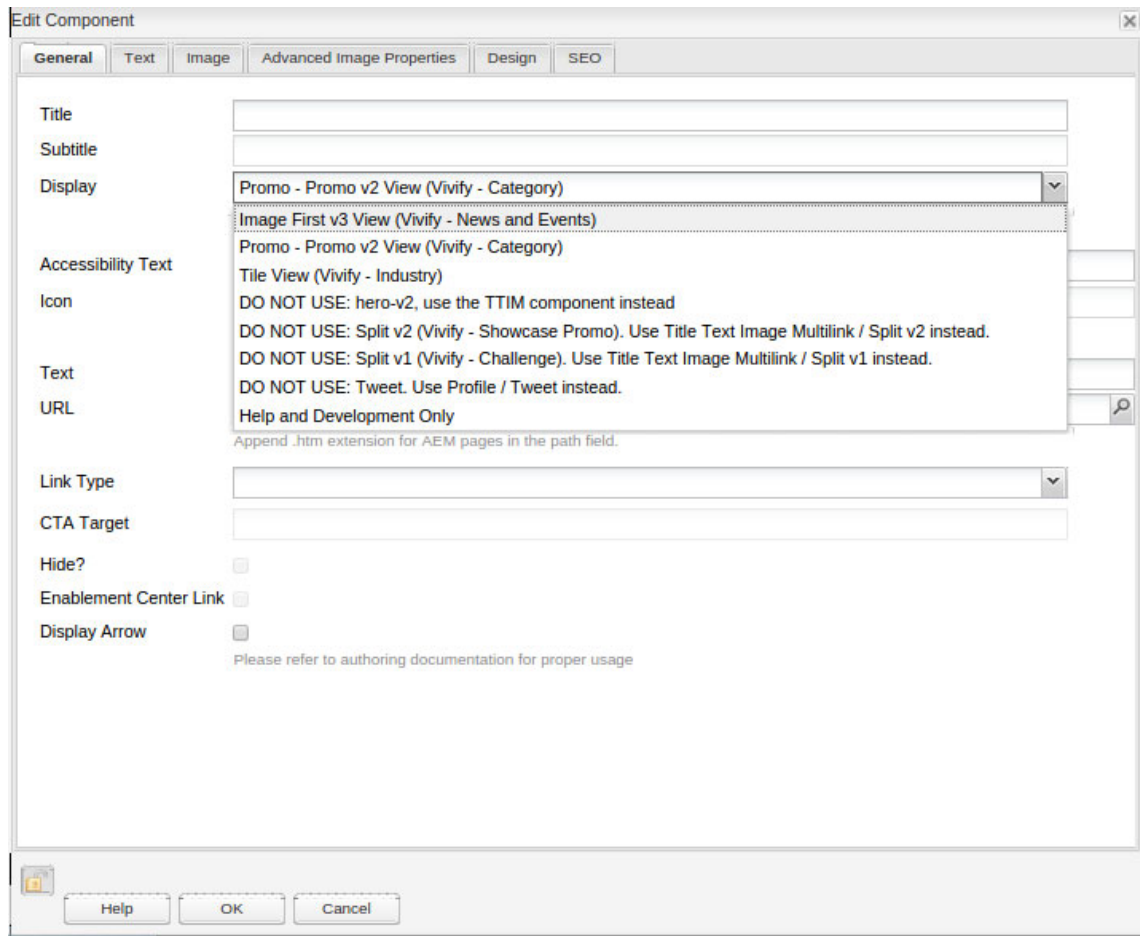 Edit Component
General Text Image Advanced Image Properties Design SEO
Title
Subtitle
Display Promo - Promo v2 View (Vivify - Category)
Image First v3 View (Vivify - News and Events)
Promo - Promo v2 View (Vivify - Category)
Accessibility Text
Tile View (Vivify - Industry)
Icon DO NOT USE: hero-v2, use the TTIM component instead
DO NOT USE: Split v2 (Vivify - Showcase Promo). Use Title Text Image Multilink / Split v2 instead.
DO NOT USE: Split v1 (Vivify - Challenge). Use Title Text Image Multilink / Split v1 instead.
Text
DO NOT USE: Tweet. Use Profile / Tweet instead.
URL Help and Development Only
Append .htm extension for AEM pages in the path field.
Link Type
CTA Target
Hide?
Enablement Center Link
Display Arrow
Please refer to authoring documentation for proper usage
Help OK Cancel